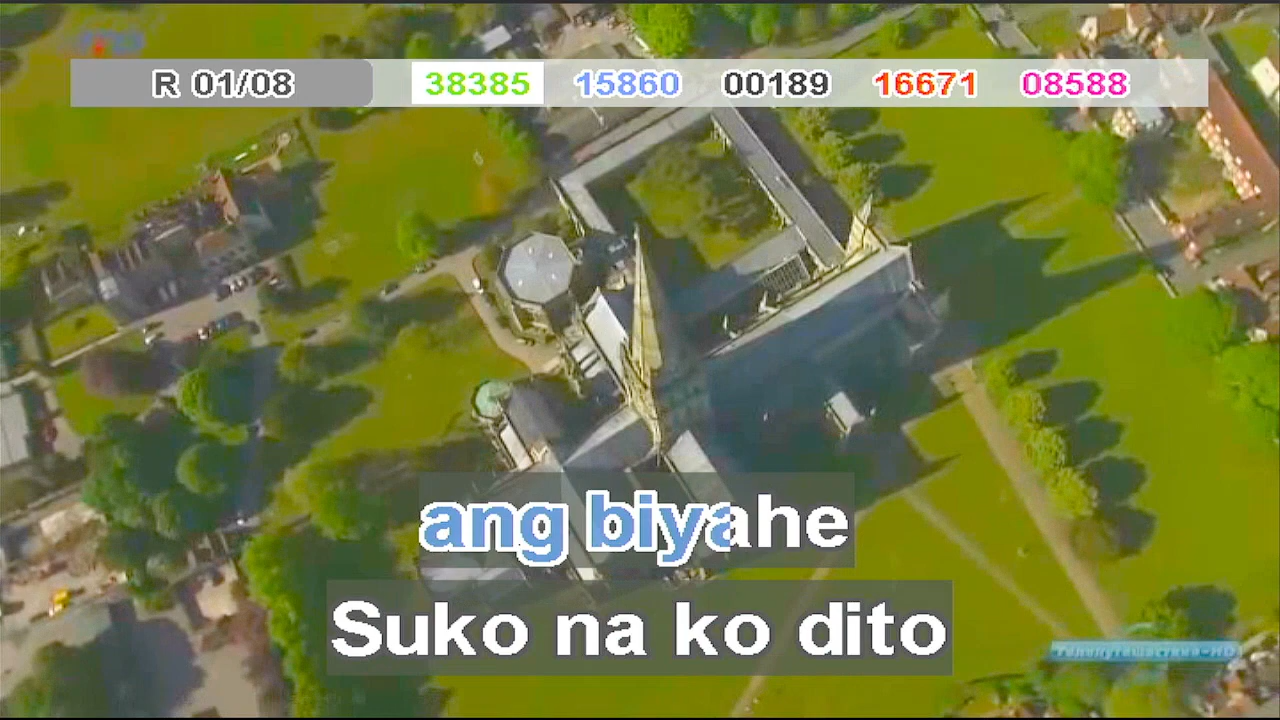 R 01/08 38385 15860 00189 16671 08588
ang biyahe
Suko na ko dito